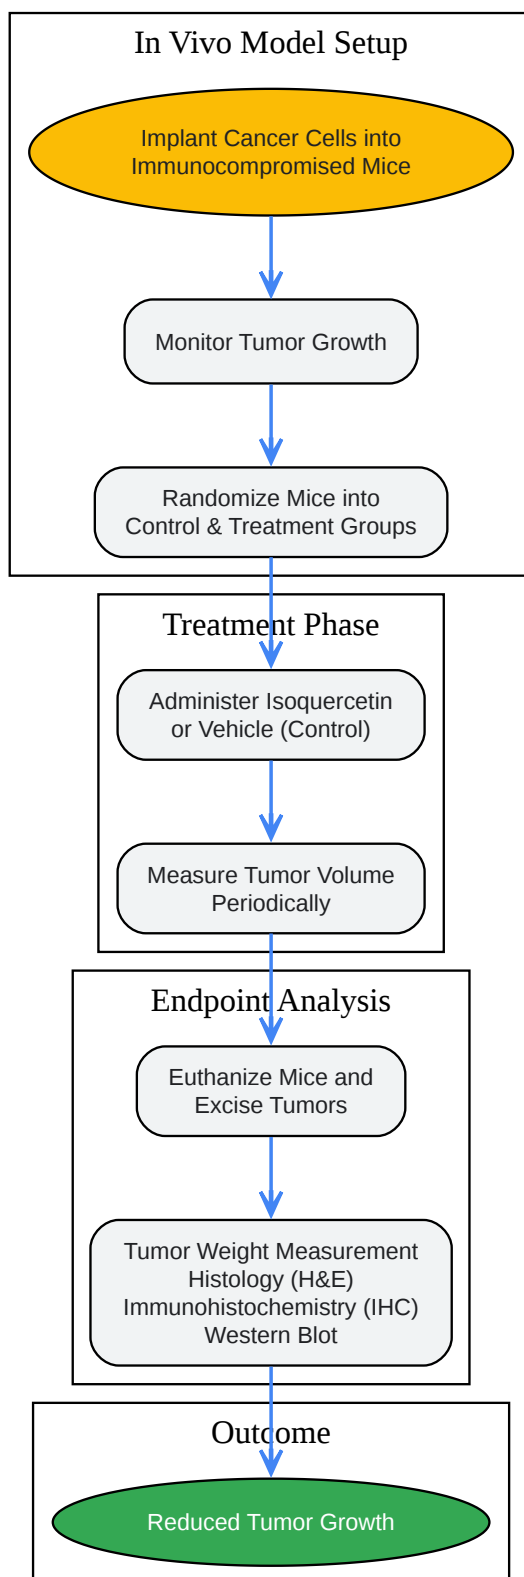 In Vivo Model Setup
Implant Cancer Cells into
Immunocompromised Mice
Monitor Tumor Growth
Randomize Mice into
Control & Treatment Groups
Treatment Phase
Administer Isoquercetin
or Vehicle (Control)
Measure Tumor Volume
Periodically
Endpoint Analysis
Euthanize Mice and
Excise Tumors
Tumor Weight Measurement
Histology (H&E)
Immunohistochemistry (IHC)
Western Blot
Outcome
Reduced Tumor Growth